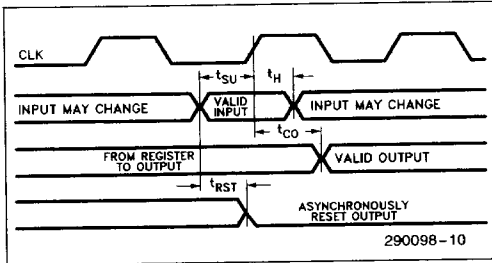 CLK
tSU
tH
INPUT MAY CHANGE
VALID
INPUT
INPUT MAY CHANGE
tCO
FROM REGISTER
TO OUTPUT
VALID OUTPUT
tRST
ASYNCHRONOUSLY
RESET OUTPUT
290098-10